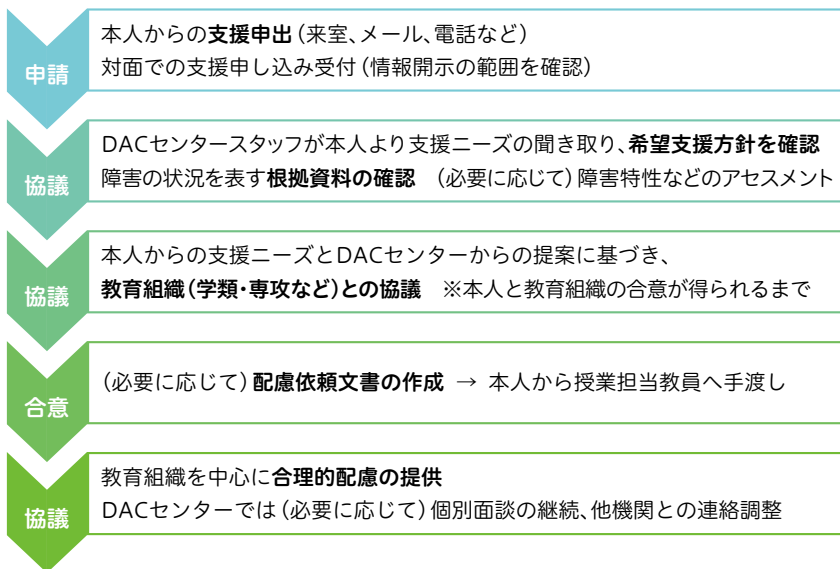 申請
本人からの支援申出(来室、メール、電話など)
対面での支援申し込み受付(情報開示の範囲を確認)
協議
DACセンタースタッフが本人より支援ニーズの聞き取り、希望支援方針を確認
障害の状況を表す根拠資料の確認 (必要に応じて)障害特性などのアセスメント
協議
本人からの支援ニーズとDACセンターからの提案に基づき、
教育組織(学類・専攻など)との協議 ※本人と教育組織の合意が得られるまで
合意
(必要に応じて)配慮依頼文書の作成 → 本人から授業担当教員へ手渡し
協議
教育組織を中心に合理的配慮の提供
DACセンターでは(必要に応じて)個別面談の継続、他機関との連絡調整